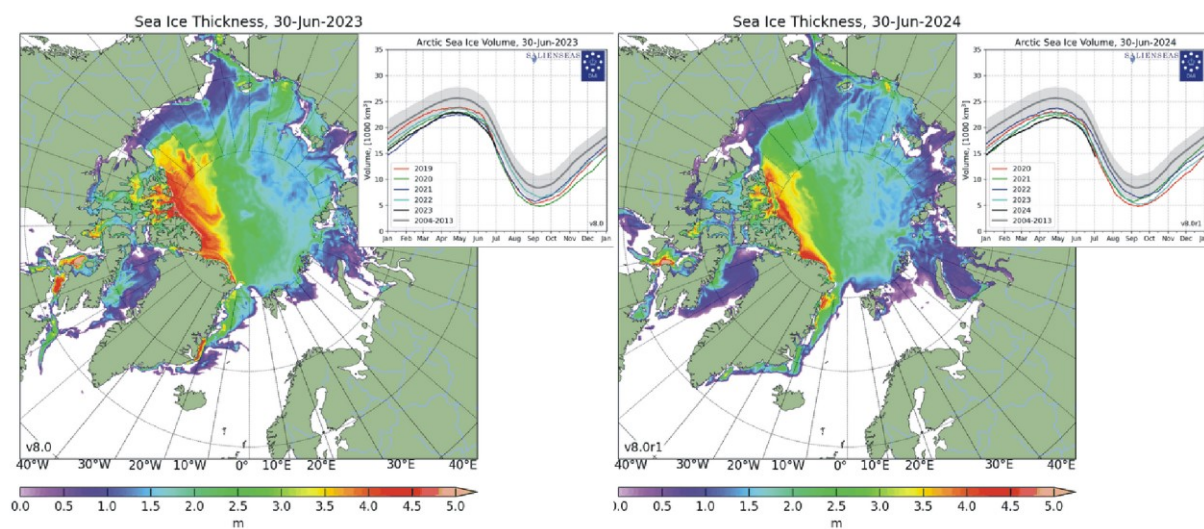 Sea Ice Thickness, 30-Jun-2023
Arctic Sea Ice Volume, 30-Jun-2023
SALIENSEAS
Volume, [1000 km³]
35
30
25
20
15
10
5
0
2019
2020
2021
2022
2023
2004-2013
v8.0
Jan Feb Mar Apr May Jun Jul Aug Sep Oct Nov Dec Jan
v8.0
40°W 30°W 20°W 10°W 0° 10°E 20°E 30°E 40°E
0.0 0.5 1.0 1.5 2.0 2.5 3.0 3.5 4.0 4.5 5.0
m
Sea Ice Thickness, 30-Jun-2024
Arctic Sea Ice Volume, 30-Jun-2024
SALIENSEAS
Volume, [1000 km³]
35
30
25
20
15
10
5
0
2020
2021
2022
2023
2024
2004-2013
v8.0r1
Jan Feb Mar Apr May Jun Jul Aug Sep Oct Nov Dec
v8.0r1
40°W 30°W 20°W 10°W 0° 10°E 20°E 30°E 40°E
0.0 0.5 1.0 1.5 2.0 2.5 3.0 3.5 4.0 4.5 5.0
m